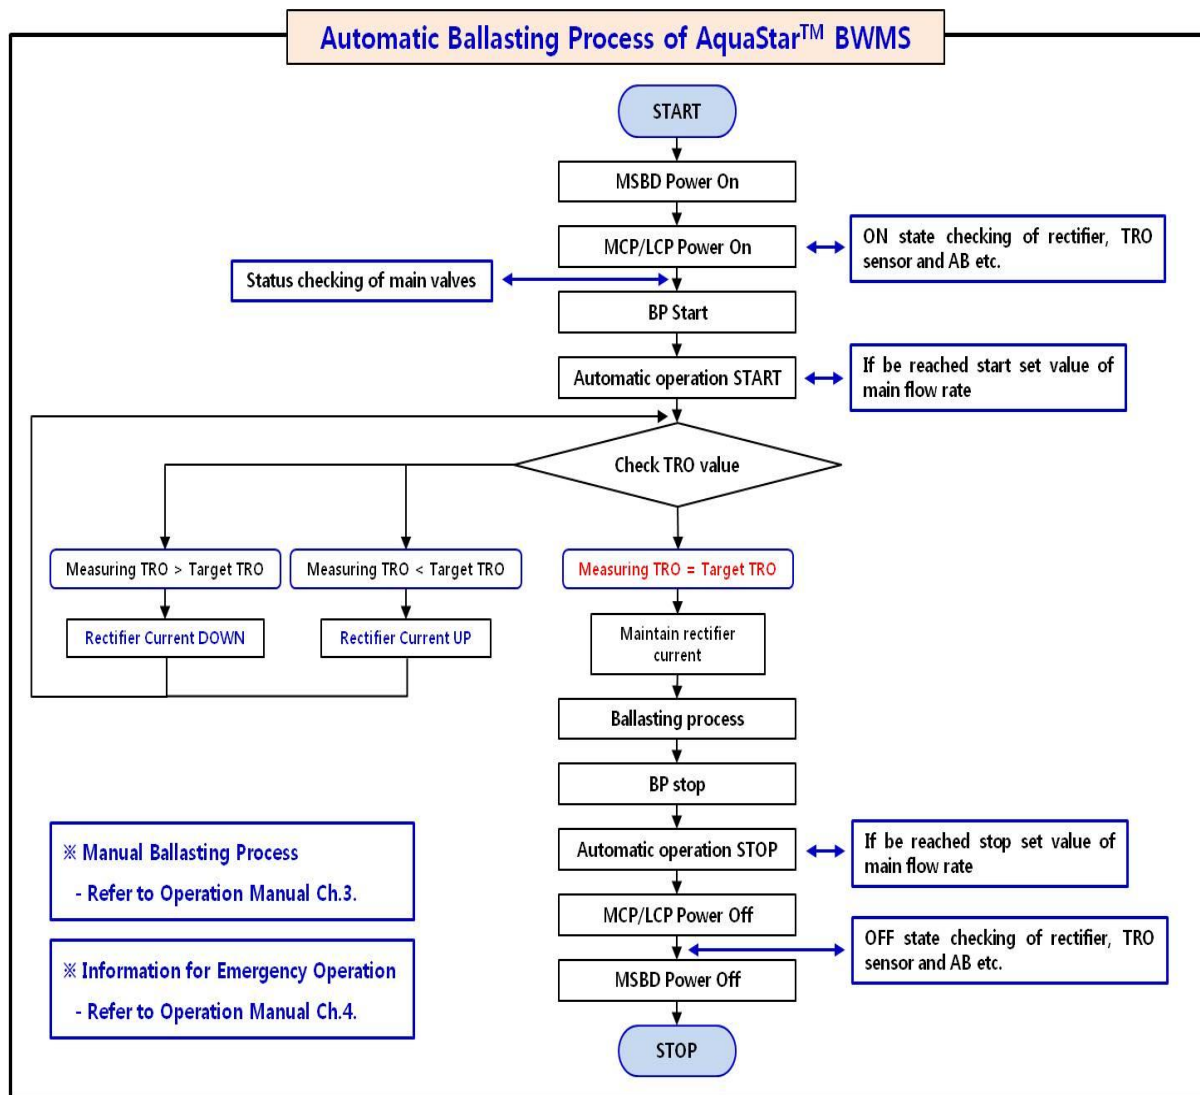 Automatic Ballasting Process of AquaStar™ BWMS
START
MSBD Power On
MCP/LCP Power On
ON state checking of rectifier, TRO
sensor and AB etc.
Status checking of main valves
BP Start
Automatic operation START
If be reached start set value of
main flow rate
Check TRO value
Measuring TRO > Target TRO
Measuring TRO < Target TRO
Measuring TRO = Target TRO
Rectifier Current DOWN
Rectifier Current UP
Maintain rectifier
current
Ballasting process
BP stop
Automatic operation STOP
If be reached stop set value of
main flow rate
MCP/LCP Power Off
OFF state checking of rectifier, TRO
sensor and AB etc.
MSBD Power Off
STOP
※ Manual Ballasting Process
- Refer to Operation Manual Ch.3.
※ Information for Emergency Operation
- Refer to Operation Manual Ch.4.